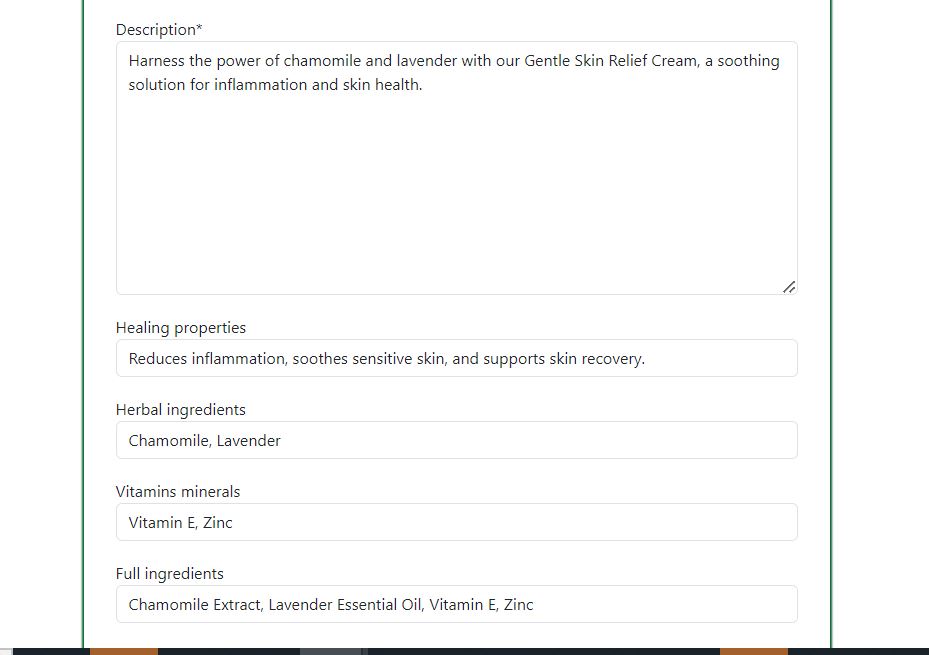 Description*
Harness the power of chamomile and lavender with our Gentle Skin Relief Cream, a soothing
solution for inflammation and skin health.
Healing properties
Reduces inflammation, soothes sensitive skin, and supports skin recovery.
Herbal ingredients
Chamomile, Lavender
Vitamins minerals
Vitamin E, Zinc
Full ingredients
Chamomile Extract, Lavender Essential Oil, Vitamin E, Zinc